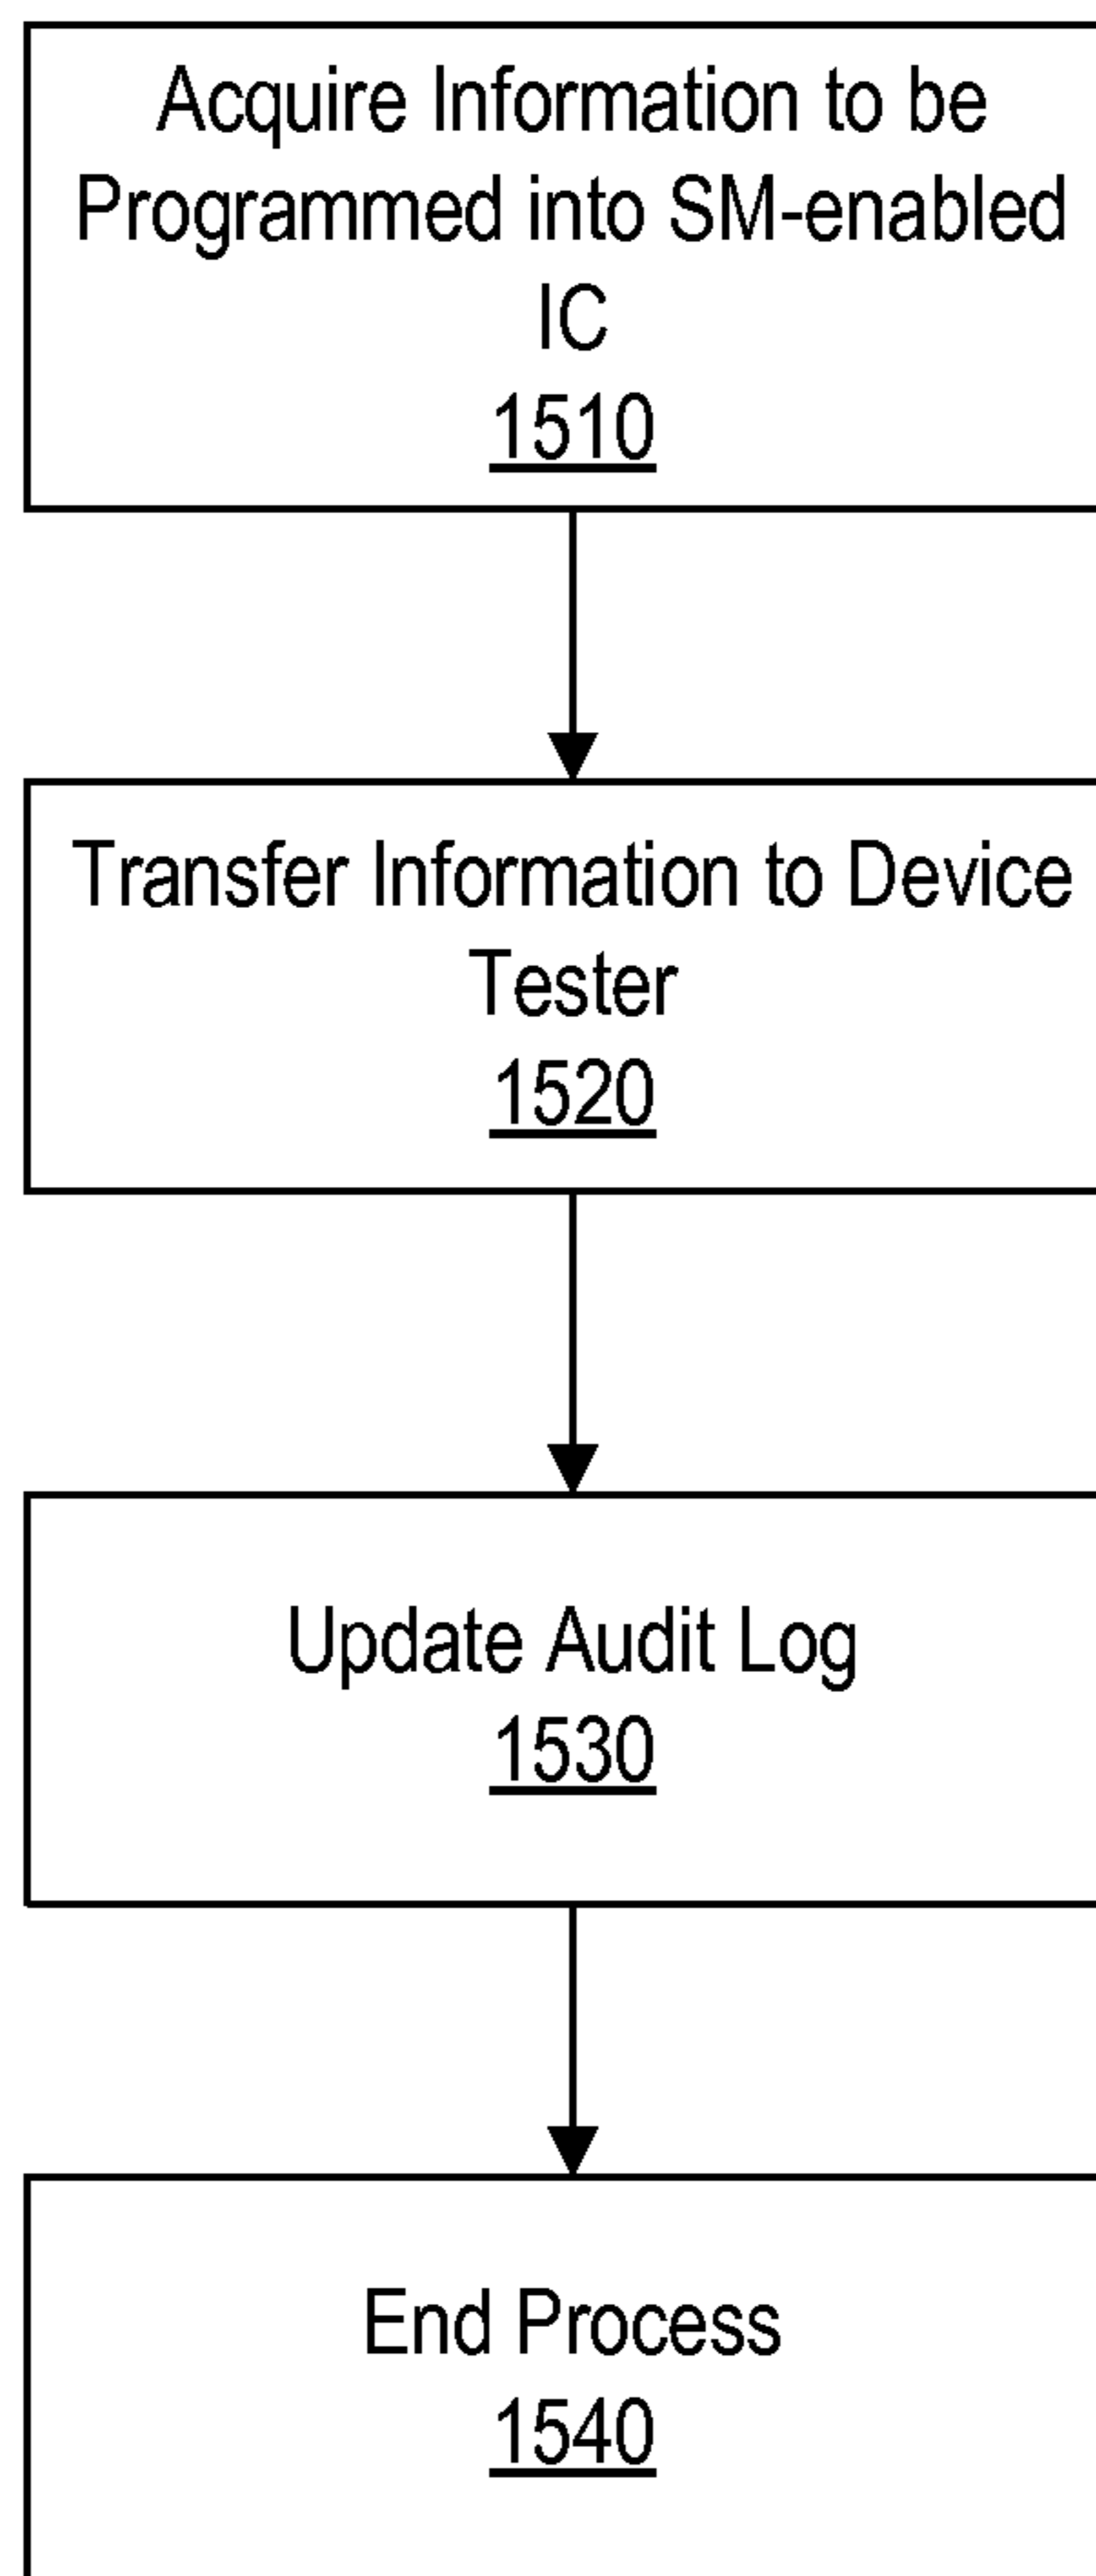 Acquire Information to be
Programmed into SM-enabled
IC
1510
Transfer Information to Device
Tester
1520
Update Audit Log
1530
End Process
1540